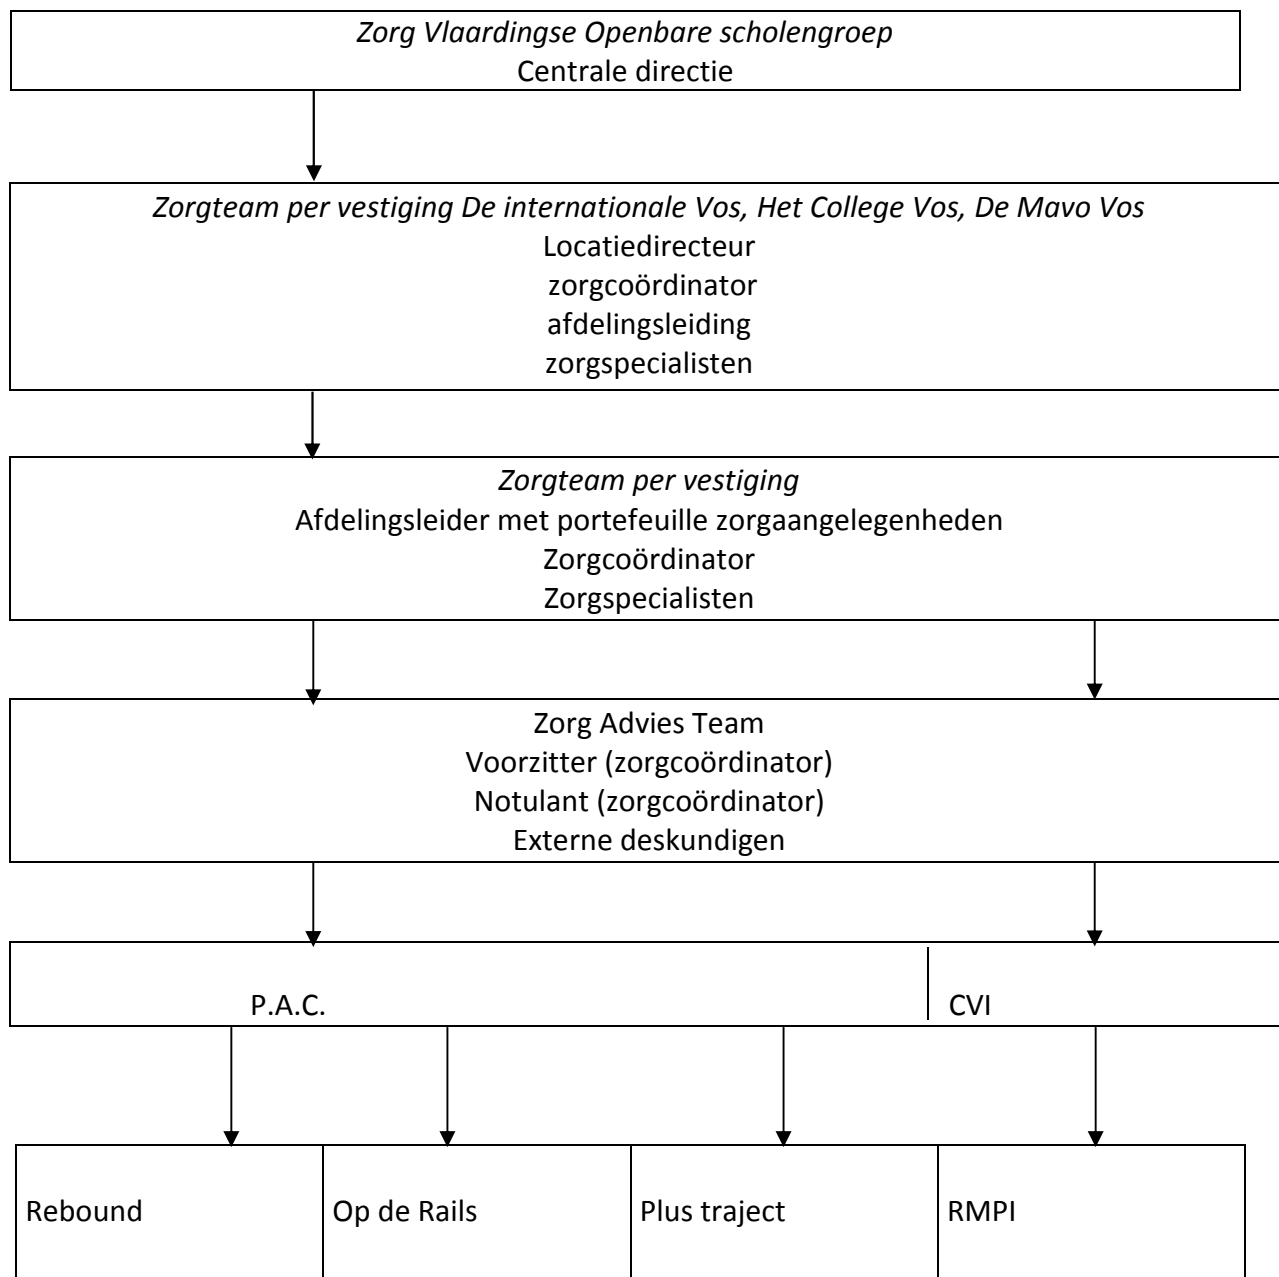 Zorg Vlaardingse Openbare scholengroep
Centrale directie
Zorgteam per vestiging De internationale Vos, Het College Vos, De Mavo Vos
Locatiedirecteur
zorgcoördinator
afdelingsleiding
zorgspecialisten
Zorgteam per vestiging
Afdelingsleider met portefeuille zorgaangelegenheden
Zorgcoördinator
Zorgspecialisten
Zorg Advies Team
Voorzitter (zorgcoördinator)
Notulant (zorgcoördinator)
Externe deskundigen
P.A.C. CVI
Rebound Op de Rails Plus traject RMPI